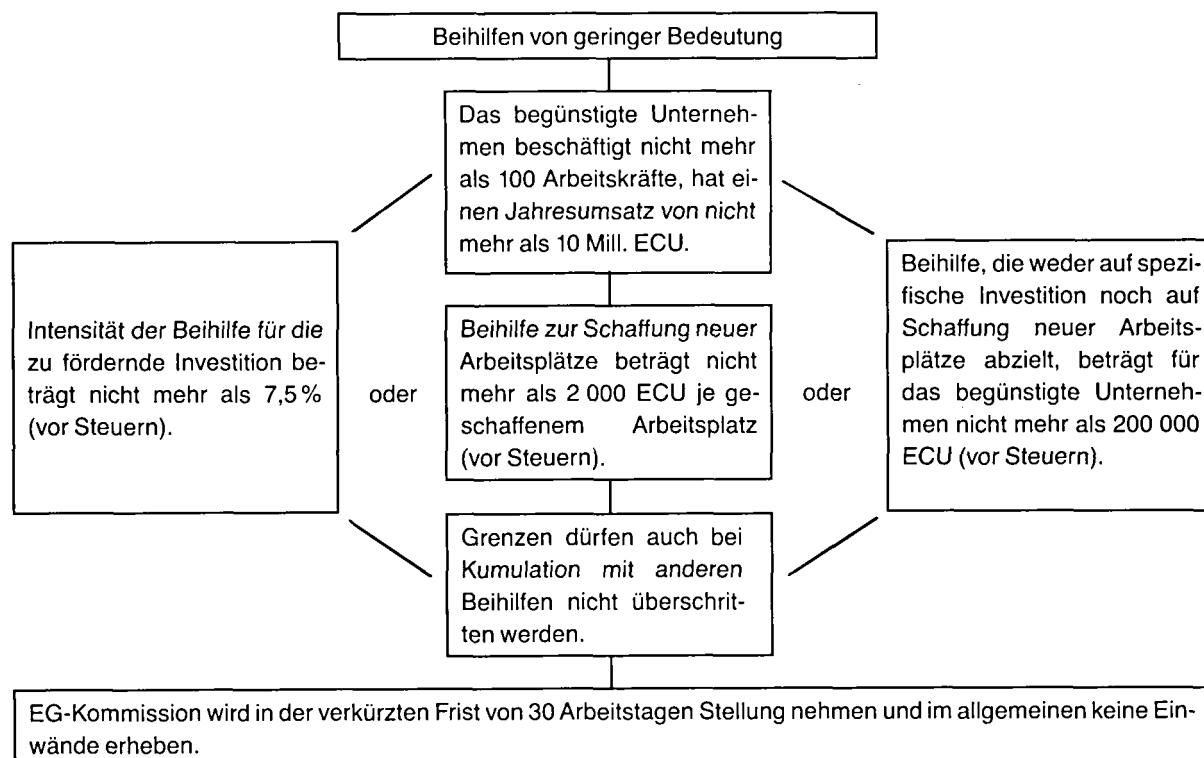 Beihilfen von geringer Bedeutung
Das begünstigte Unterneh-
men beschäftigt nicht mehr
als 100 Arbeitskräfte, hat ei-
nen Jahresumsatz von nicht
mehr als 10 Mill. ECU.
Intensität der Beihilfe für die
zu fördernde Investition be-
trägt nicht mehr als 7,5%
(vor Steuern).
oder
Beihilfe zur Schaffung neuer
Arbeitsplätze beträgt nicht
mehr als 2 000 ECU je ge-
schaffenem Arbeitsplatz
(vor Steuern).
oder
Beihilfe, die weder auf spezi-
fische Investition noch auf
Schaffung neuer Arbeits-
plätze abzielt, beträgt für
das begünstigte Unterneh-
men nicht mehr als 200 000
ECU (vor Steuern).
Grenzen dürfen auch bei
Kumulation mit anderen
Beihilfen nicht überschrit-
ten werden.
EG-Kommission wird in der verkürzten Frist von 30 Arbeitstagen Stellung nehmen und im allgemeinen keine Ein-
wände erheben.